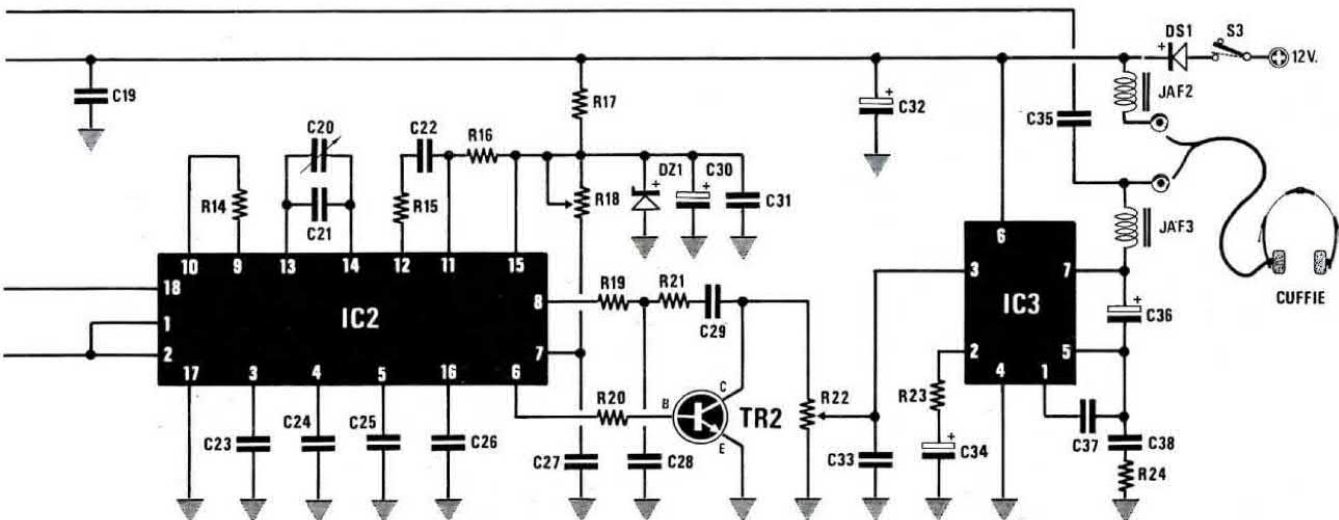 DS1 S3
12V.
C19
R17
C32
JAF2
C35
C20 C22 R16
DZ1 C30
R14 C21 R15 R18 C31
JAF3
10 9 13 14 12 11 15
6
18 8 R19 R21 3 7
IC2 IC3
1 C29 C36
CUFFIE
2 7 2 5
17 3 4 5 16 6 4 1
R20 B C E TR2 R22 R23
C37 C38
C23 C24 C25 C26 C27 C28 C33 C34 R24